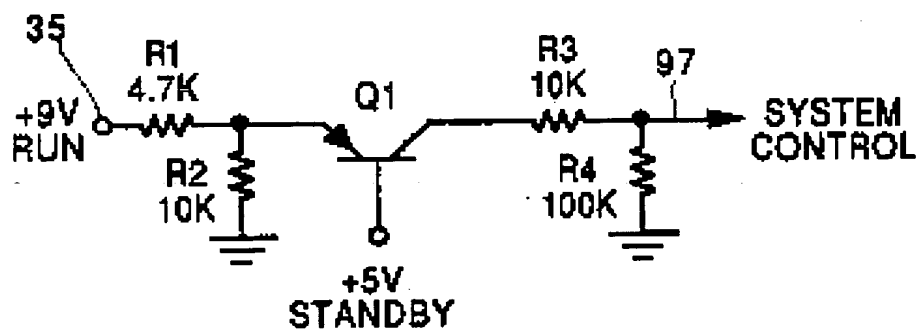 35
+9V
RUN
R1
4.7K
R2
10K
Q1
+5V
STANDBY
R3
10K
97
R4
100K
SYSTEM
CONTROL